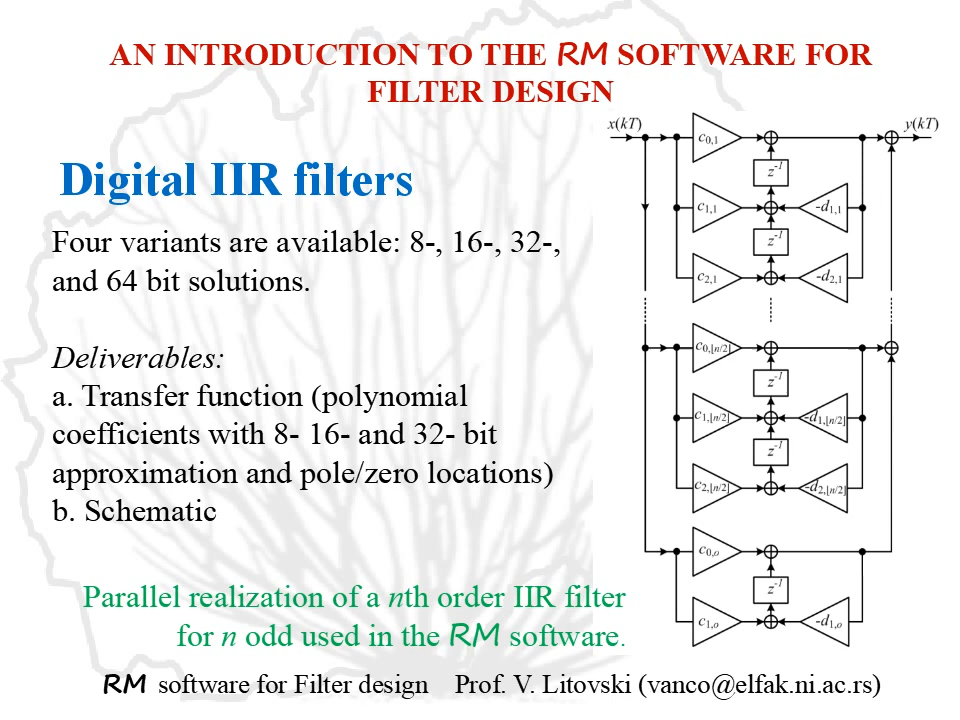 AN INTRODUCTION TO THE RM SOFTWARE FOR
FILTER DESIGN
Digital IIR filters
Four variants are available: 8-, 16-, 32-,
and 64 bit solutions.
Deliverables:
a. Transfer function (polynomial
coefficients with 8- 16- and 32- bit
approximation and pole/zero locations)
b. Schematic
Parallel realization of a nth order IIR filter
for n odd used in the RM software.
x(kT) y(kT)
c0,1
z-1
c1,1 -d1,1
z-1
c2,1 -d2,1
c0,⌊n/2⌋
z-1
c1,⌊n/2⌋ -d1,⌊n/2⌋
z-1
c2,⌊n/2⌋ -d2,⌊n/2⌋
c0,o
z-1
c1,o -d1,o
RM software for Filter design Prof. V. Litovski (vanco@elfak.ni.ac.rs)